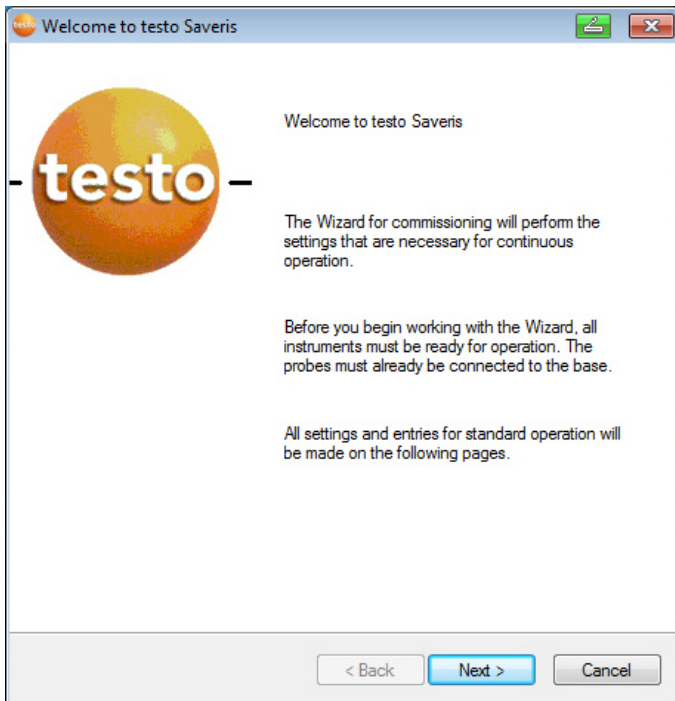 Welcome to testo Saveris
testo
Welcome to testo Saveris
The Wizard for commissioning will perform the
settings that are necessary for continuous
operation.
Before you begin working with the Wizard, all
instruments must be ready for operation. The
probes must already be connected to the base.
All settings and entries for standard operation will
be made on the following pages.
< Back Next > Cancel